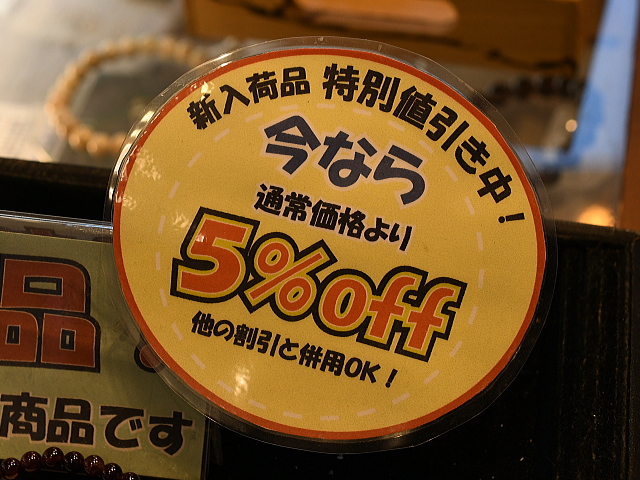 新入荷品 特別値引き中！
今なら
通常価格より
5%off
他の割引と併用OK！
品
商品です